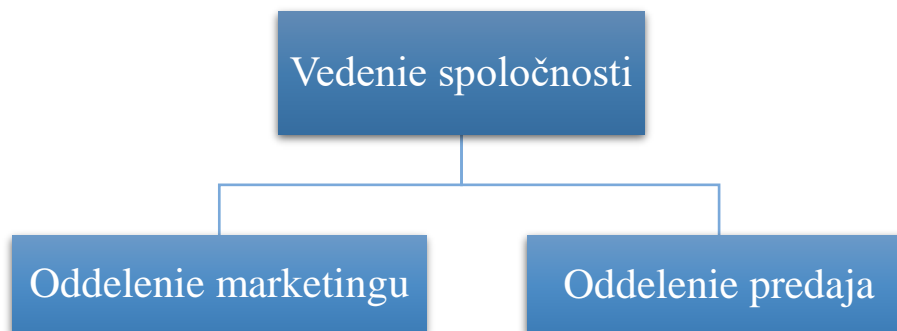 Vedenie spoločnosti
Oddelenie marketingu
Oddelenie predaja